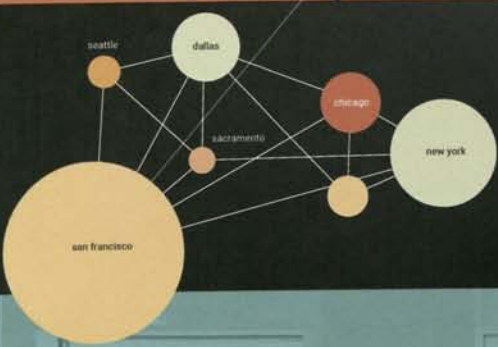 seattle
dallas
chicago
sacramento
new york
san francisco